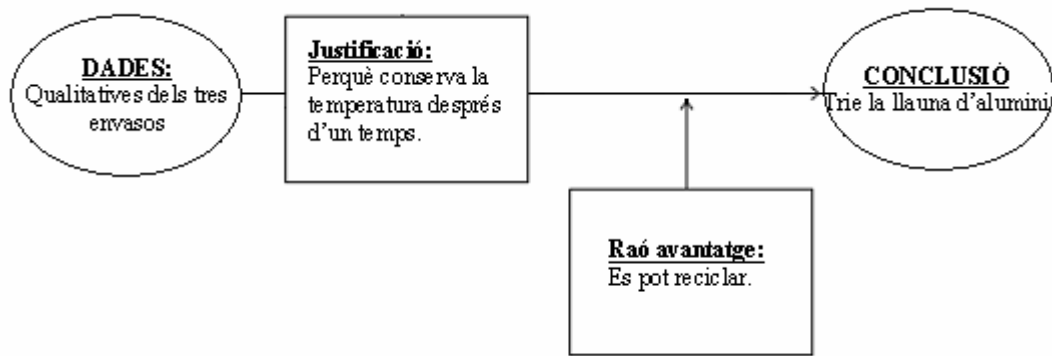 DADES:
Qualitatives dels tres
envasos
Justificació:
Perquè conserva la
temperatura després
d'un temps.
CONCLUSIÓ
Trie la llauna d'alumini
Raó avantatge:
Es pot reciclar.